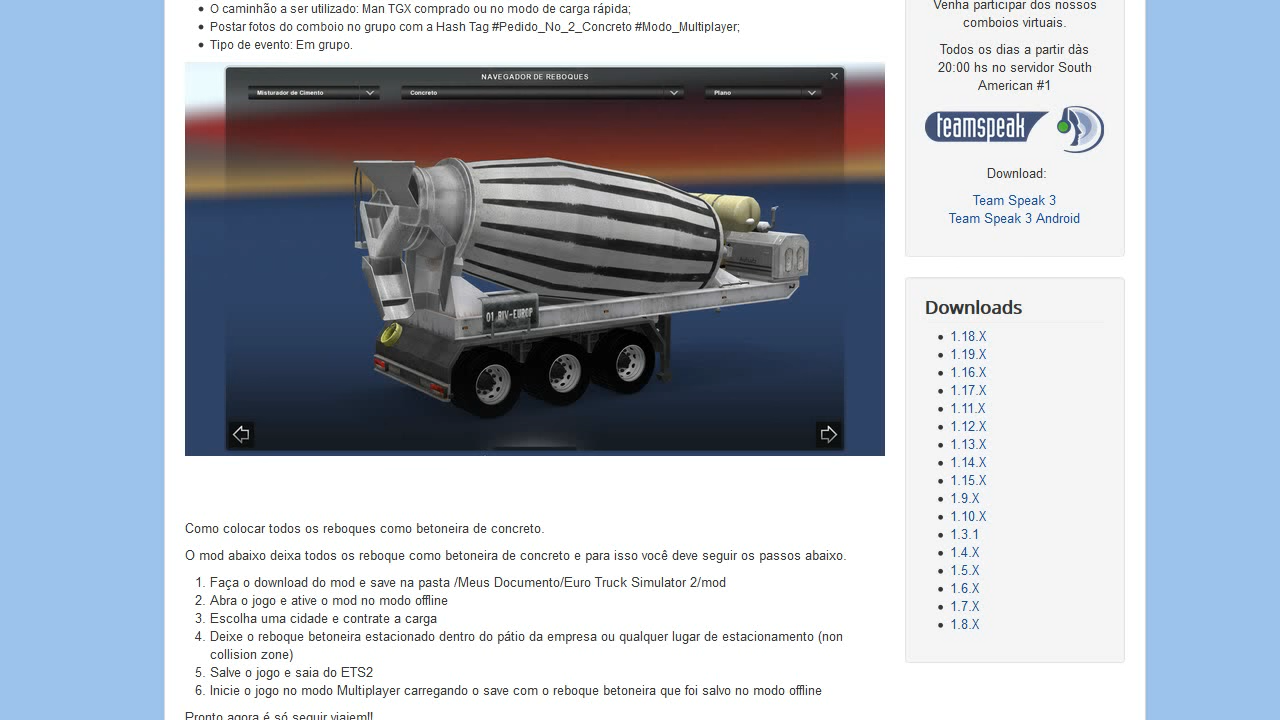 O caminhão a ser utilizado: Man TGX comprado ou no modo de carga rápida;
Postar fotos do comboio no grupo com a Hash Tag #Pedido_No_2_Concreto #Modo_Multiplayer;
Tipo de evento: Em grupo.
NAVEGADOR DE REBOQUES
Misturador de Cimento
Concreto
Plano
01 BIV-EUROP
Como colocar todos os reboques como betoneira de concreto.
O mod abaixo deixa todos os reboque como betoneira de concreto e para isso você deve seguir os passos abaixo.
1. Faça o download do mod e save na pasta /Meus Documento/Euro Truck Simulator 2/mod
2. Abra o jogo e ative o mod no modo offline
3. Escolha uma cidade e contrate a carga
4. Deixe o reboque betoneira estacionado dentro do pátio da empresa ou qualquer lugar de estacionamento (non
collision zone)
5. Salve o jogo e saia do ETS2
6. Inicie o jogo no modo Multiplayer carregando o save com o reboque betoneira que foi salvo no modo offline
Pronto agora é só seguir viajem!!
Venha participar dos nossos
comboios virtuais.
Todos os dias a partir dàs
20:00 hs no servidor South
American #1
teamspeak
Download:
Team Speak 3
Team Speak 3 Android
Downloads
1.18.X
1.19.X
1.16.X
1.17.X
1.11.X
1.12.X
1.13.X
1.14.X
1.15.X
1.9.X
1.10.X
1.3.1
1.4.X
1.5.X
1.6.X
1.7.X
1.8.X